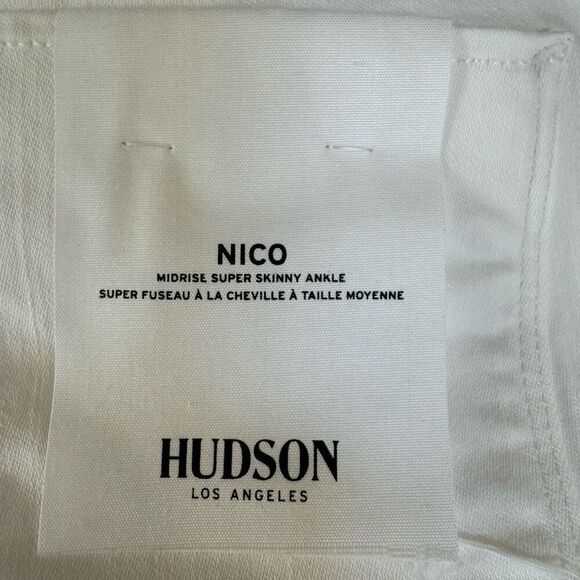 NICO
MIDRISE SUPER SKINNY ANKLE
SUPER FUSEAU À LA CHEVILLE À TAILLE MOYENNE
HUDSON
LOS ANGELES